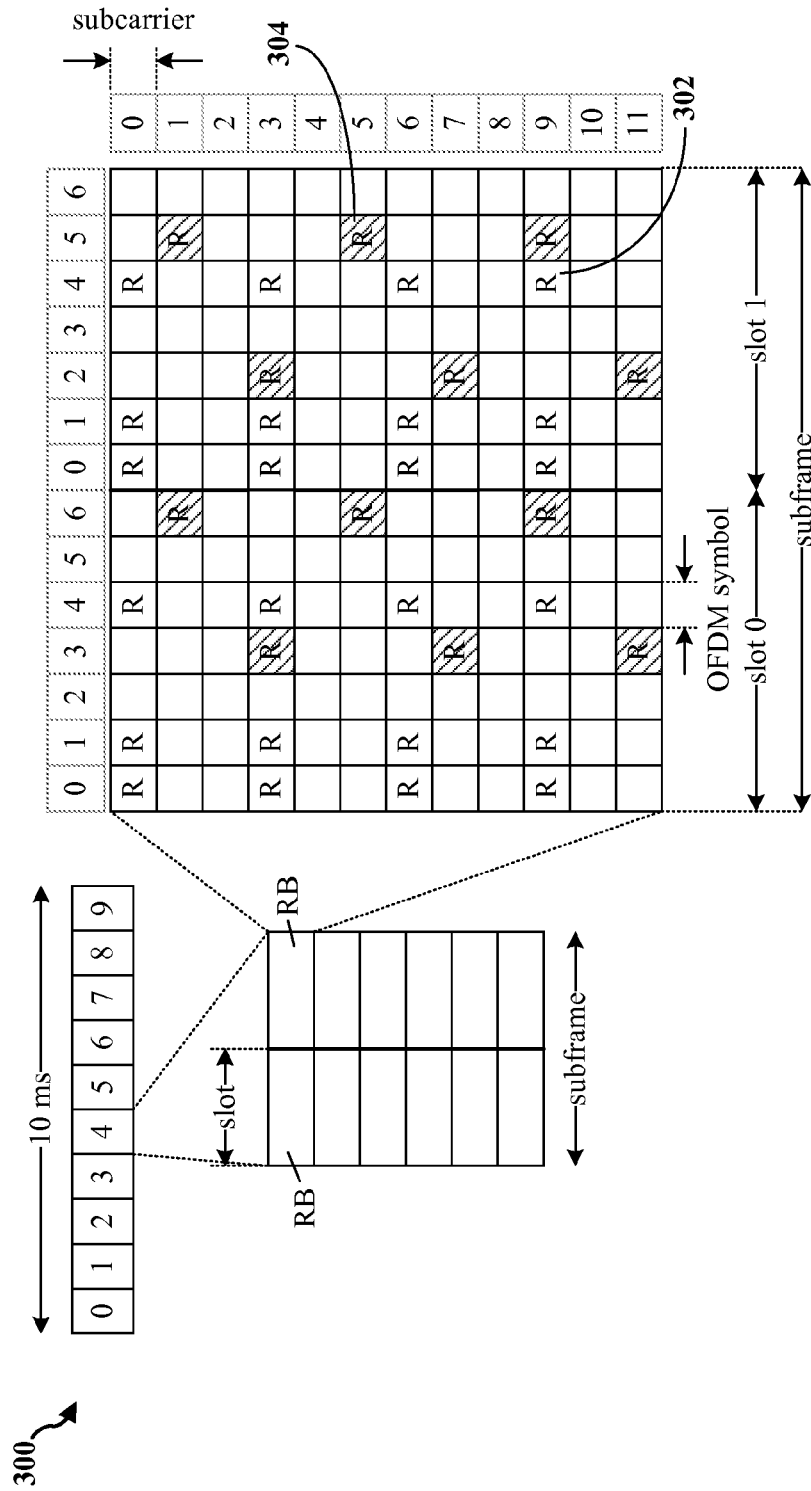 300
10 ms
0 1 2 3 4 5 6 7 8 9
slot
RB
RB
subframe
subcarrier
0 1 2 3 4 5 6 0 1 2 3 4 5 6
R R R R R R 0
R R 1
2
R R R R R R R R 3
4
R R 5
R R R R R R 6
R R 7
8
R R R R R R R R 9
10
R R 11
304
302
OFDM symbol
slot 0
slot 1
subframe